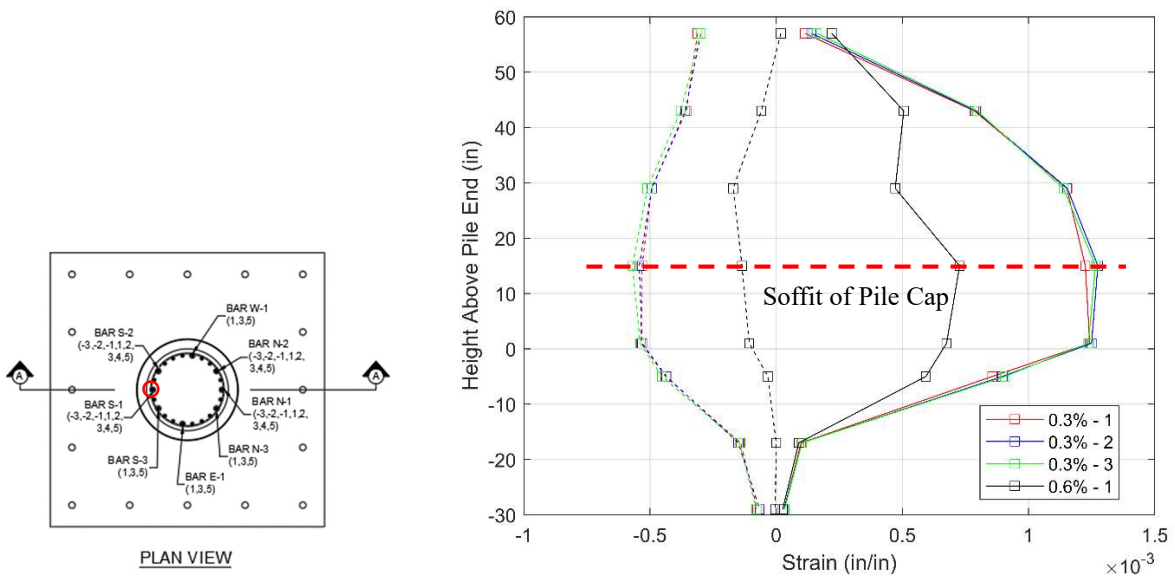 BAR W-1
(1,3,5)
BAR S-2
(-3,-2,-1,1,2,
3,4,5)
BAR N-2
(-3,-2,-1,1,2,
3,4,5)
A
A
BAR S-1
(-3,-2,-1,1,2,
3,4,5)
BAR N-1
(-3,-2,-1,1,2,
3,4,5)
BAR S-3
(1,3,5)
BAR N-3
(1,3,5)
BAR E-1
(1,3,5)
PLAN VIEW
Height Above Pile End (in)
60
50
40
30
20
10
0
-10
-20
-30
Soffit of Pile Cap
0.3% - 1
0.3% - 2
0.3% - 3
0.6% - 1
-1
-0.5
0
0.5
1
1.5
Strain (in/in)
×10⁻³